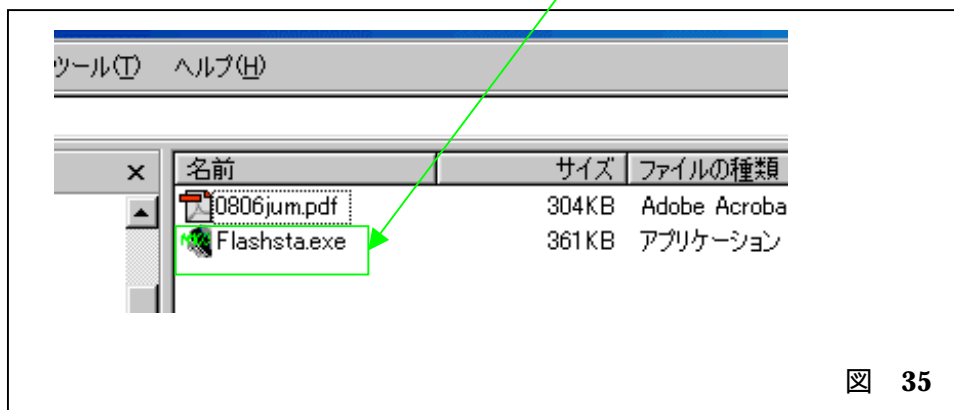 ツール(T) ヘルプ(H)
× 名前 サイズ ファイルの種類
0806jum.pdf 304KB Adobe Acroba
Flashsta.exe 361KB アプリケーション
図 35